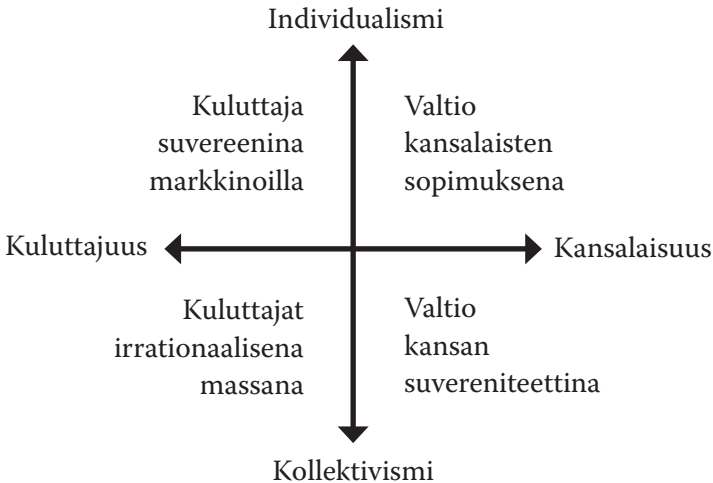 Individualismi
Kuluttaja
suvereenina
markkinoilla
Valtio
kansalaisten
sopimuksena
Kuluttajuus
Kansalaisuus
Kuluttajat
irrationaalisena
massana
Valtio
kansan
suvereniteettina
Kollektivismi